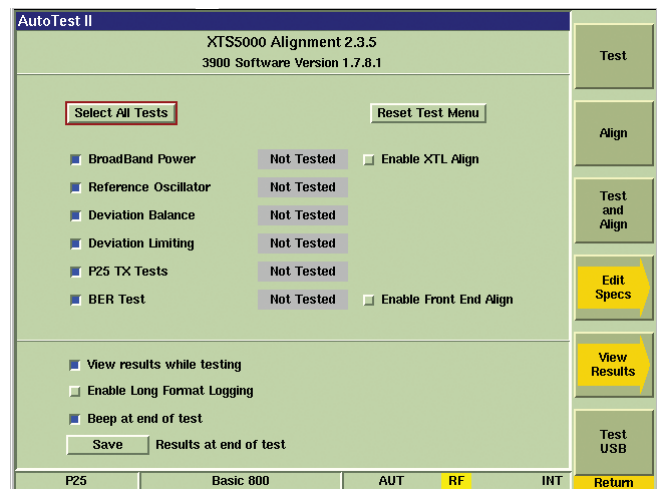 AutoTest II
XTS5000 Alignment 2.3.5
3900 Software Version 1.7.8.1
Select All Tests
Reset Test Menu
BroadBand Power Not Tested Enable XTL Align
Reference Oscillator Not Tested
Deviation Balance Not Tested
Deviation Limiting Not Tested
P25 TX Tests Not Tested
BER Test Not Tested Enable Front End Align
View results while testing
Enable Long Format Logging
Beep at end of test
Save Results at end of test
P25 Basic 800 AUT RF INT
Test
Align
Test
and
Align
Edit
Specs
View
Results
Test
USB
Return